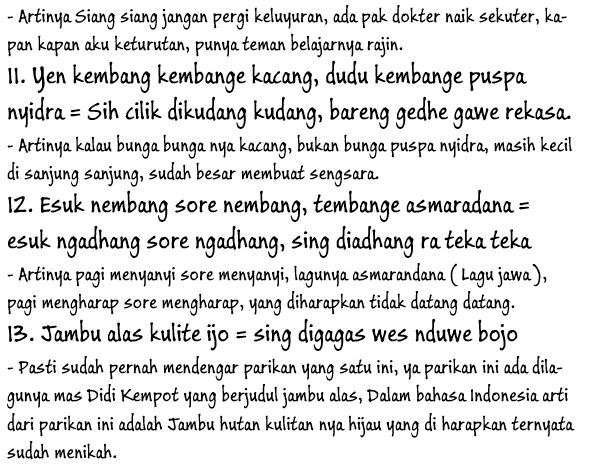 - Artinya Siang siang jangan pergi keluyuran, ada pak dokter naik sekuter, ka-
pan kapan aku keturutan, punya teman belajarnya rajin.
11. Yen kembang kembange kacang, dudu kembange puspa
nyidra = Sih cilik dikudang kudang, bareng gedhe gawe rekasa.
- Artinya kalau bunga bunga nya kacang, bukan bunga puspa nyidra, masih kecil
di sanjung sanjung, sudah besar membuat sengsara.
12. Esuk nembang sore nembang, tembange asmaradana =
esuk ngadhang sore ngadhang, sing diadhang ra teka teka
- Artinya pagi menyanyi sore menyanyi, lagunya asmarandana ( Lagu jawa ),
pagi mengharap sore mengharap, yang diharapkan tidak datang datang.
13. Jambu alas kulite ijo = sing digagas wes nduwe bojo
- Pasti sudah pernah mendengar parikan yang satu ini, ya parikan ini ada dila-
gunya mas Didi Kempot yang berjudul jambu alas, Dalam bahasa Indonesia arti
dari parikan ini adalah Jambu hutan kulitan nya hijau yang di harapkan ternyata
sudah menikah.